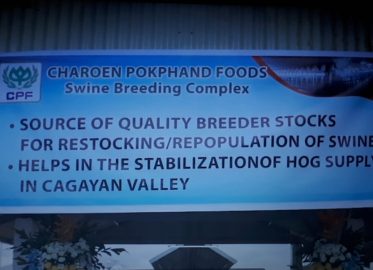 CPF
CHAROEN POKPHAND FOODS
Swine Breeding Complex
• SOURCE OF QUALITY BREEDER STOCKS
FOR RESTOCKING/REPOPULATION OF SWINE
• HELPS IN THE STABILIZATIONOF HOG SUPPLY
IN CAGAYAN VALLEY